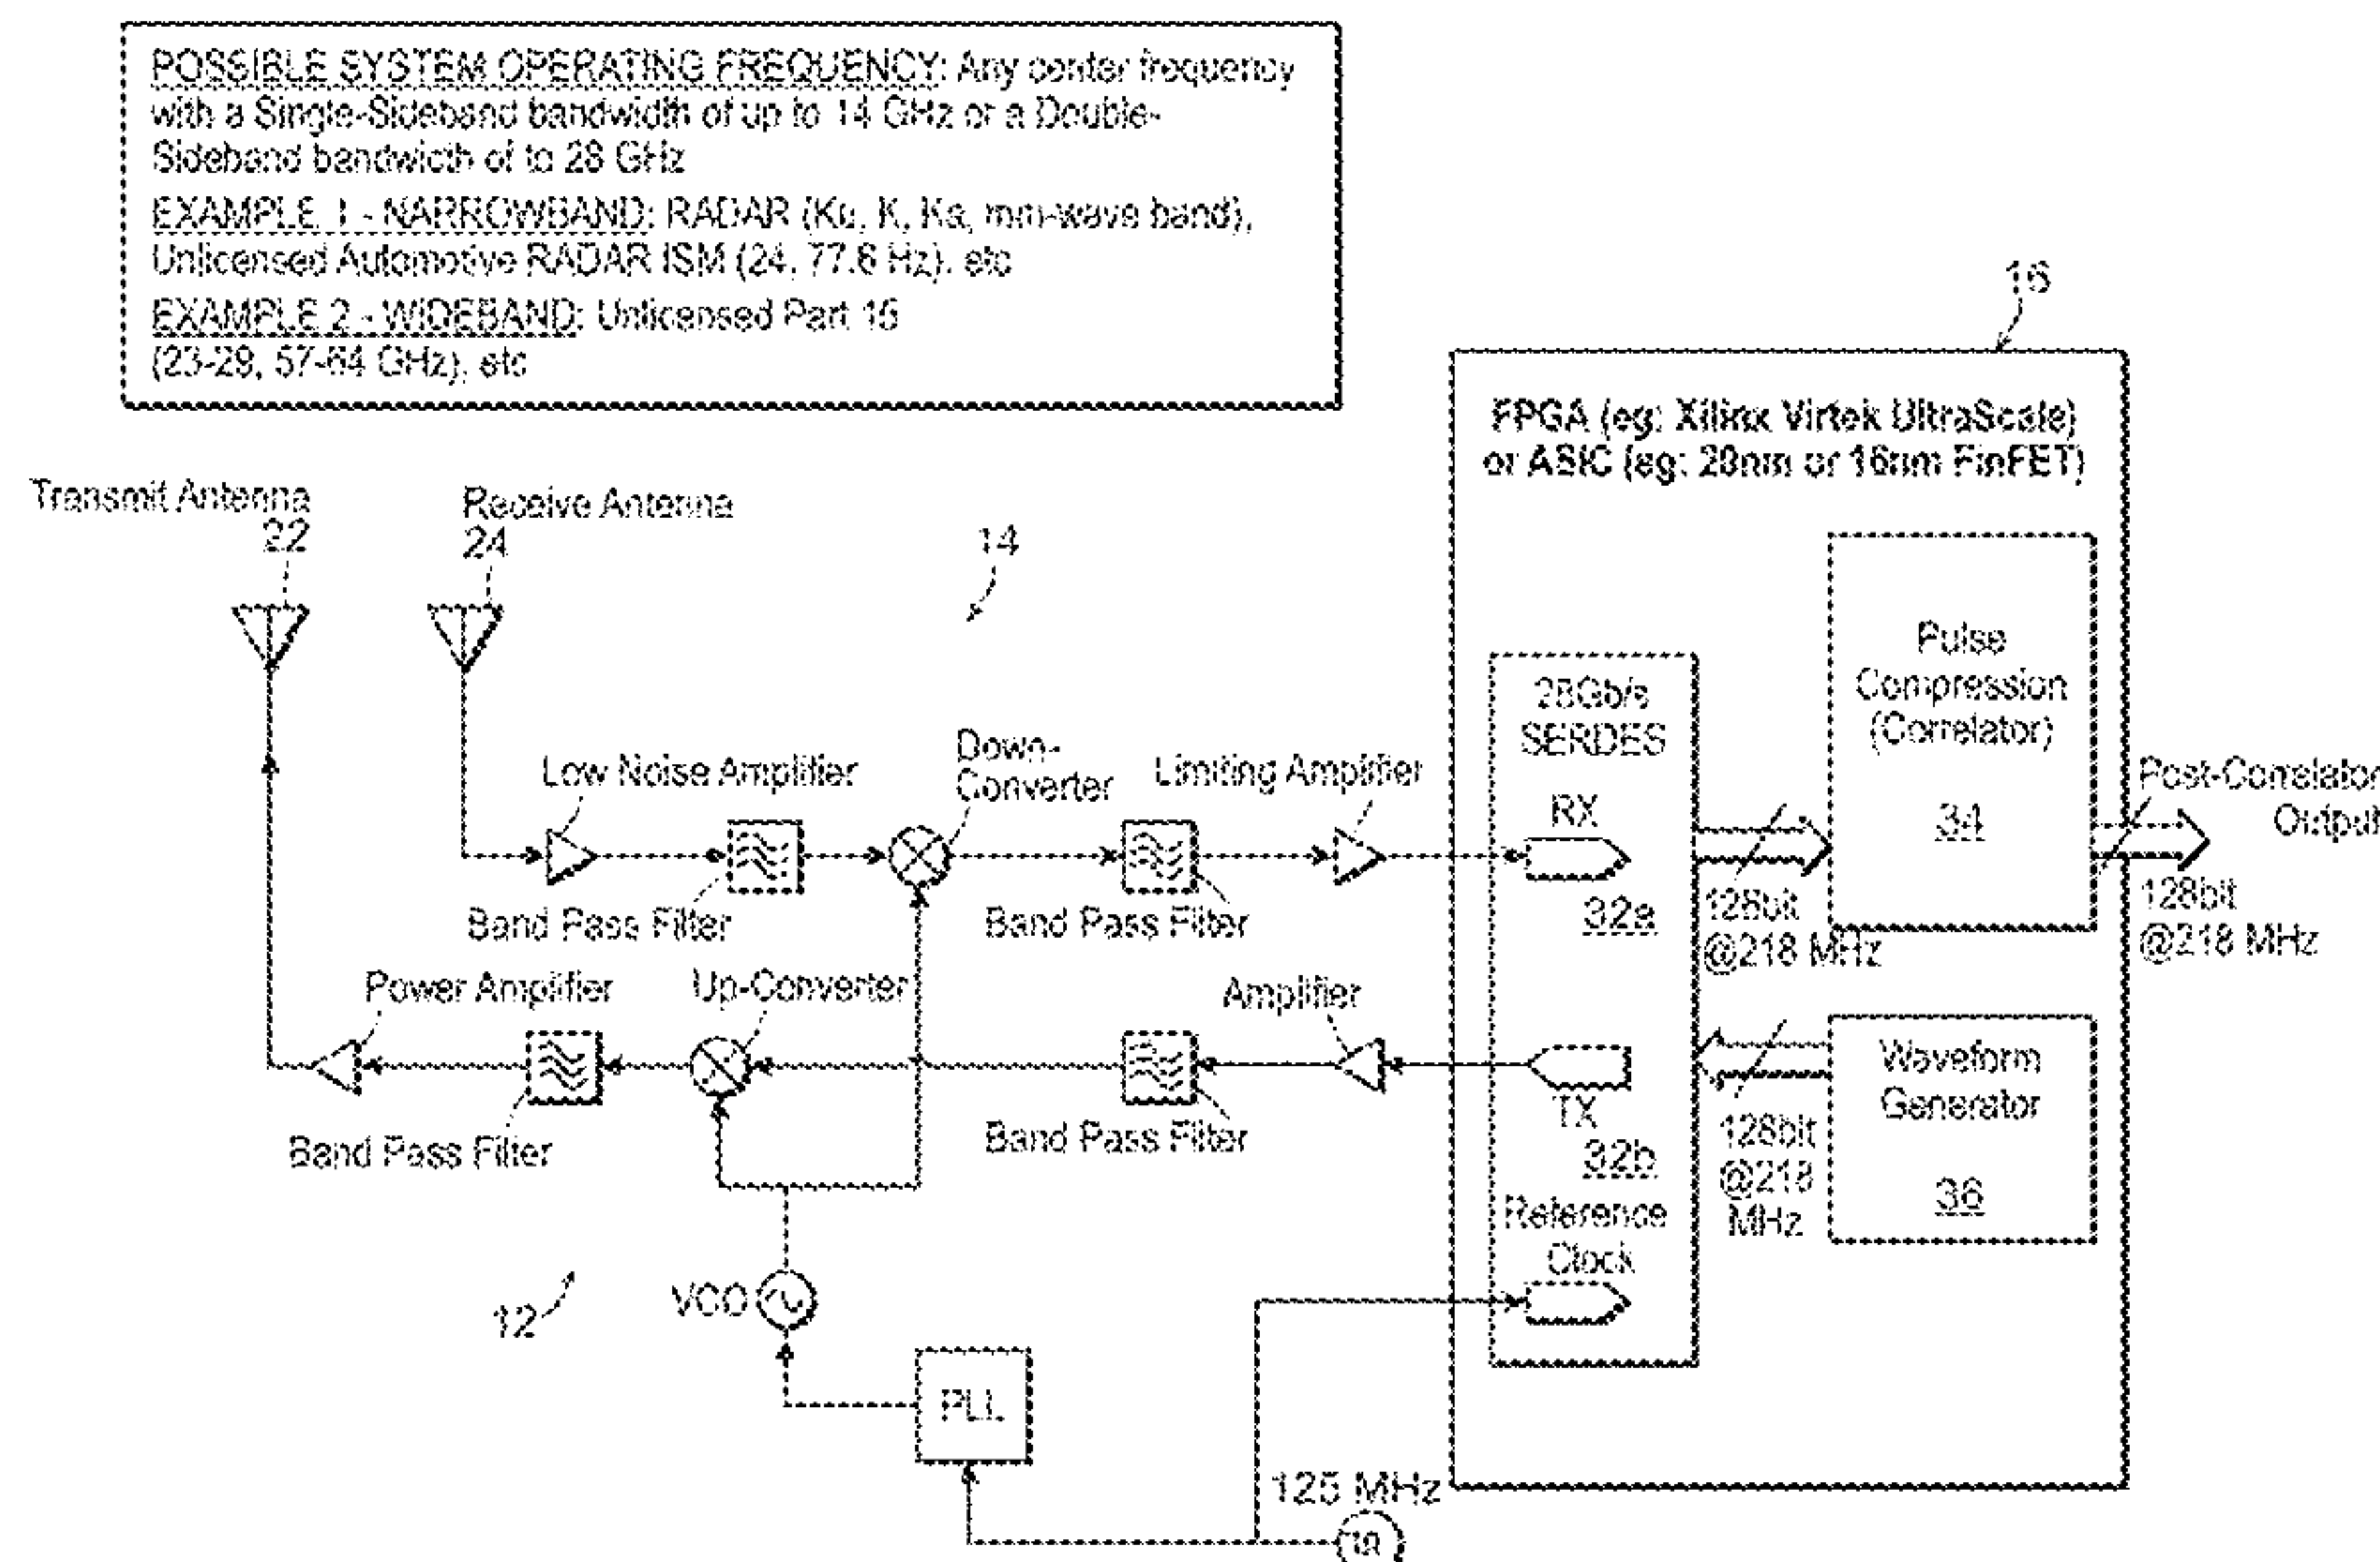 POSSIBLE SYSTEM OPERATING FREQUENCY: Any center frequency
with a Single-Sideband bandwidth of up to 14 GHz or a Double-
Sideband bandwidth of to 28 GHz
EXAMPLE 1 - NARROWBAND: RADAR (Ku, K, Ka, mm-wave band),
Unlicensed Automotive RADAR ISM (24, 77.6 Hz), etc
EXAMPLE 2 - WIDEBAND: Unlicensed Part 15
(23-29, 57-64 GHz), etc
16
FPGA (eg: Xilinx Virtek UltraScale)
or ASIC (eg: 20nm or 16nm FinFET)
Transmit Antenna
22
Receive Antenna
24
14
28Gb/s
SERDES
RX
32a
Pulse
Compression
(Correlator)
34
Low Noise Amplifier
Down-
Converter
Limiting Amplifier
Post-Correlator
Output
128bit
@218 MHz
128bit
@218 MHz
Band Pass Filter
Band Pass Filter
Power Amplifier
Up-Converter
Amplifier
TX
32b
Waveform
Generator
36
128bit
@218
MHz
Band Pass Filter
Band Pass Filter
Reference
Clock
12
VCO
PLL
125 MHz